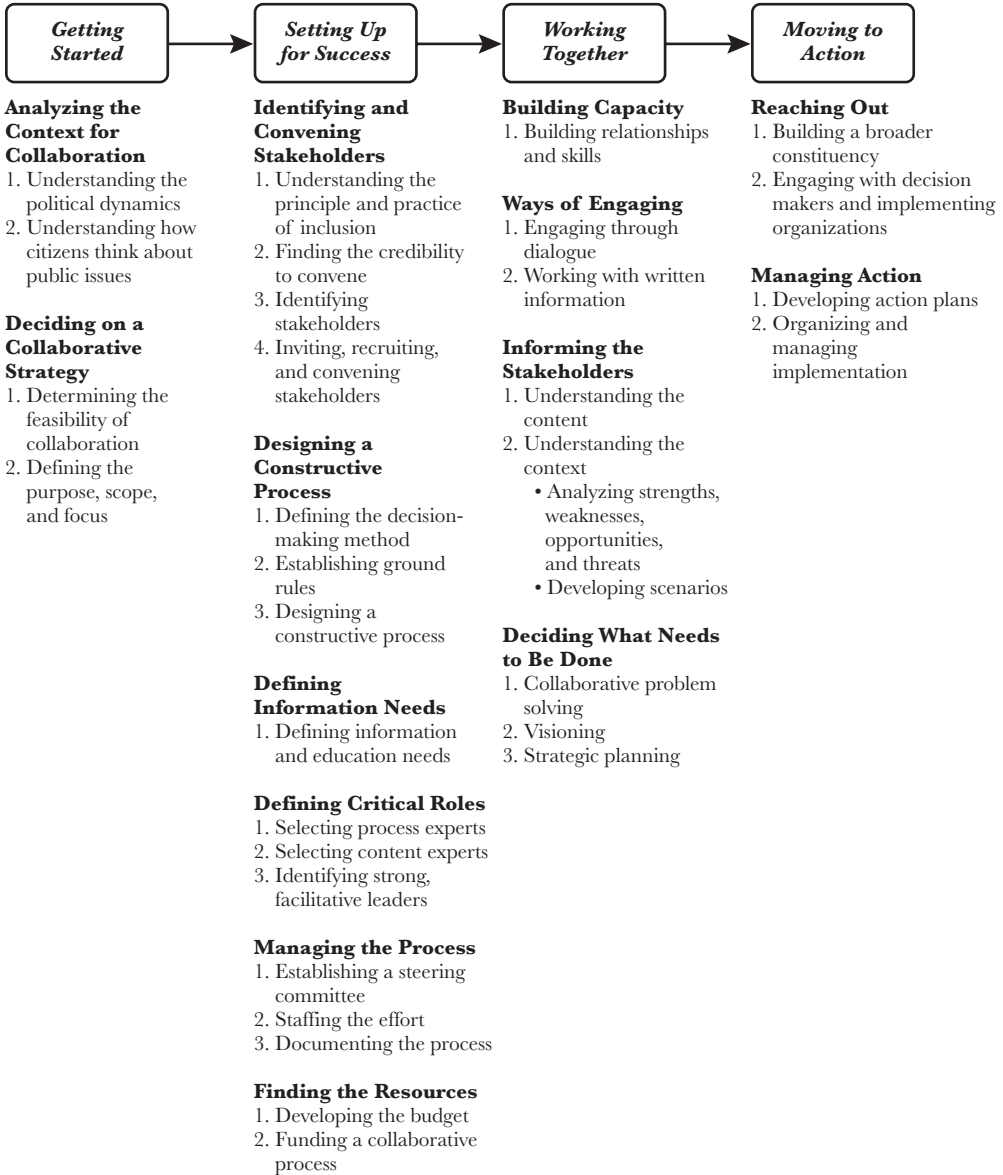 Getting
Started
Setting Up
for Success
Working
Together
Moving to
Action
Analyzing the
Context for
Collaboration
1. Understanding the
political dynamics
2. Understanding how
citizens think about
public issues
Deciding on a
Collaborative
Strategy
1. Determining the
feasibility of
collaboration
2. Defining the
purpose, scope,
and focus
Identifying and
Convening
Stakeholders
1. Understanding the
principle and practice
of inclusion
2. Finding the credibility
to convene
3. Identifying
stakeholders
4. Inviting, recruiting,
and convening
stakeholders
Designing a
Constructive
Process
1. Defining the decision-
making method
2. Establishing ground
rules
3. Designing a
constructive process
Defining
Information Needs
1. Defining information
and education needs
Defining Critical Roles
1. Selecting process experts
2. Selecting content experts
3. Identifying strong,
facilitative leaders
Managing the Process
1. Establishing a steering
committee
2. Staffing the effort
3. Documenting the process
Finding the Resources
1. Developing the budget
2. Funding a collaborative
process
Building Capacity
1. Building relationships
and skills
Ways of Engaging
1. Engaging through
dialogue
2. Working with written
information
Informing the
Stakeholders
1. Understanding the
content
2. Understanding the
context
• Analyzing strengths,
weaknesses,
opportunities,
and threats
• Developing scenarios
Deciding What Needs
to Be Done
1. Collaborative problem
solving
2. Visioning
3. Strategic planning
Reaching Out
1. Building a broader
constituency
2. Engaging with decision
makers and implementing
organizations
Managing Action
1. Developing action plans
2. Organizing and
managing
implementation